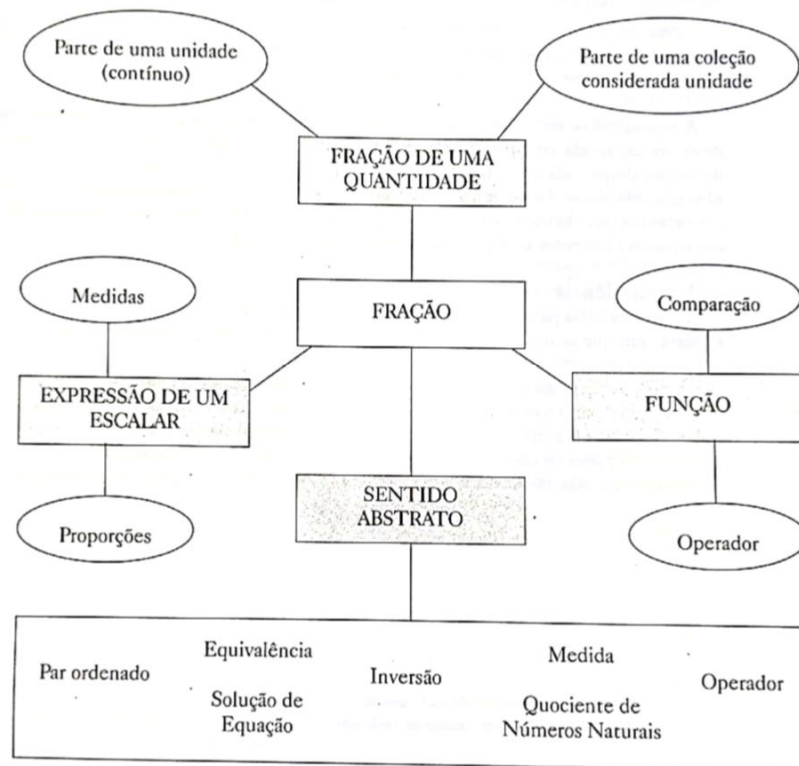 Parte de uma unidade
(contínuo)
Parte de uma coleção
considerada unidade
FRAÇÃO DE UMA
QUANTIDADE
Medidas
FRAÇÃO
Comparação
EXPRESSÃO DE UM
ESCALAR
FUNÇÃO
SENTIDO
ABSTRATO
Proporções
Operador
Par ordenado
Equivalência
Solução de
Equação
Inversão
Medida
Quociente de
Números Naturais
Operador